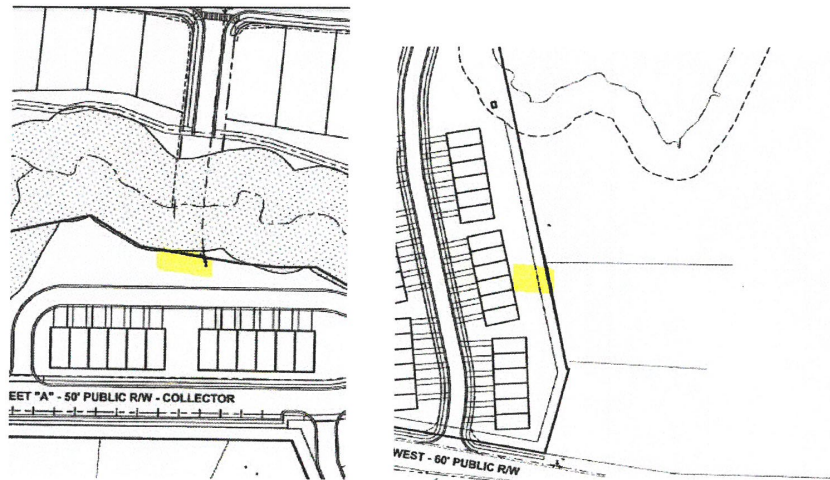 EET "A" - 50' PUBLIC R/W - COLLECTOR
WEST - 60' PUBLIC R/W